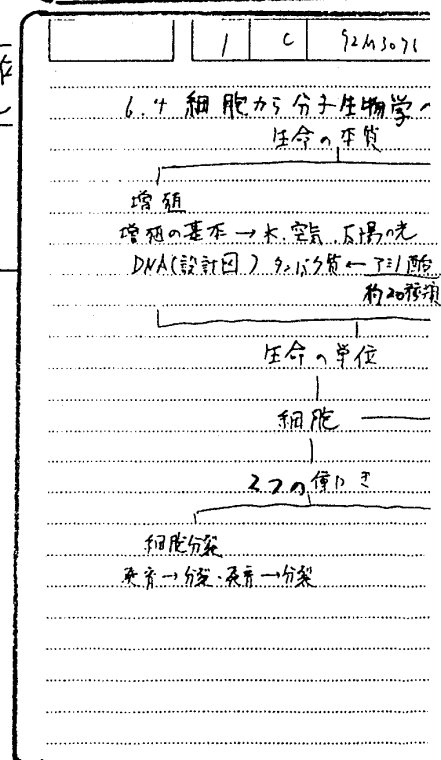 1 C 92M3071
6.4 細胞から分子生物学へ
生命の本質
増殖
増殖の基本→水.空気.太陽の光
DNA(設計図) タンパク質←アミノ酸
約20種類
生命の単位
細胞
2つの働き
細胞分裂
発育→分裂.発育→分裂